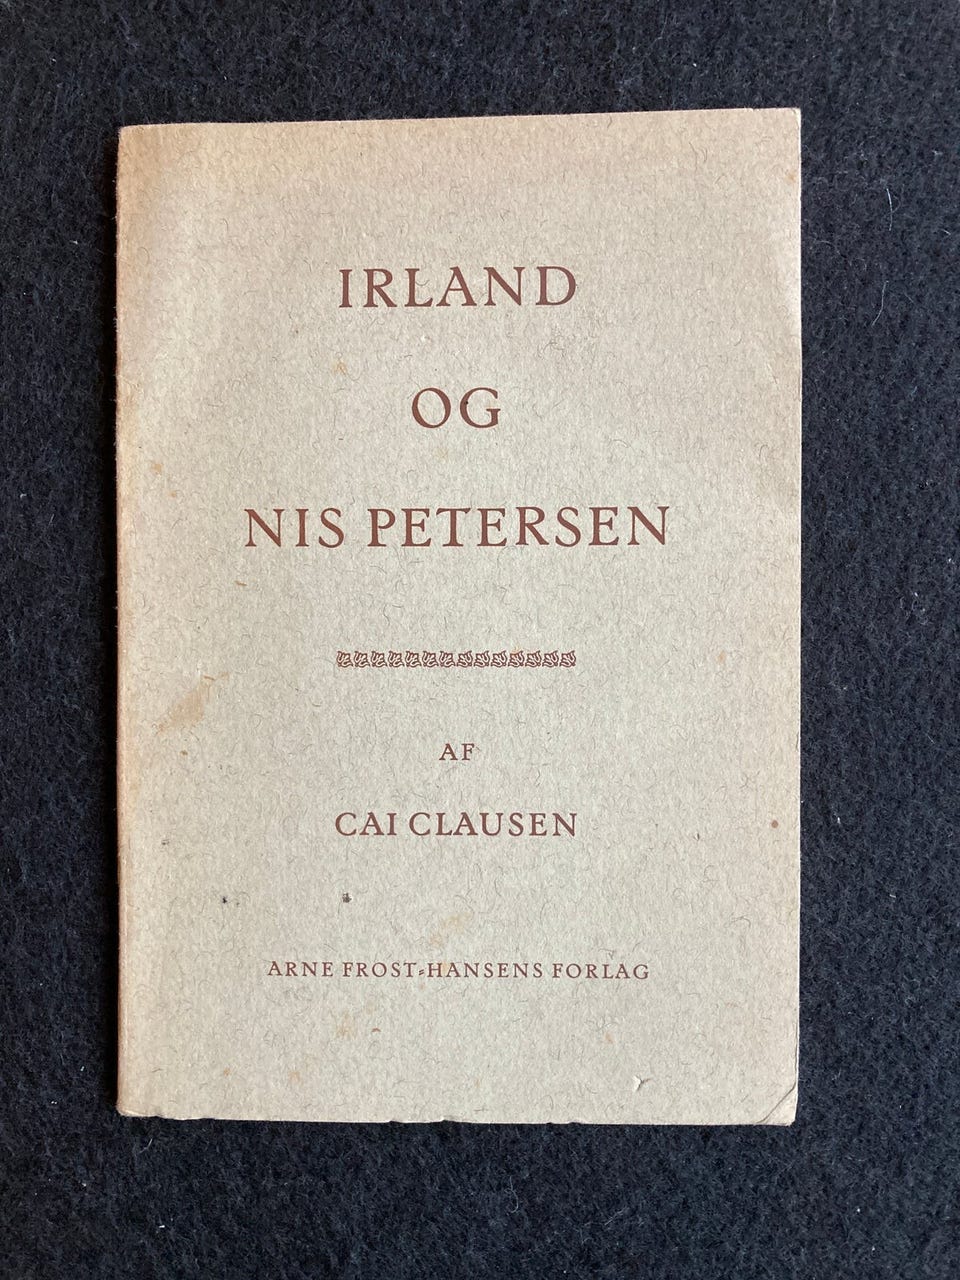 IRLAND
OG
NIS PETERSEN
AF
CAI CLAUSEN
ARNE FROST-HANSENS FORLAG